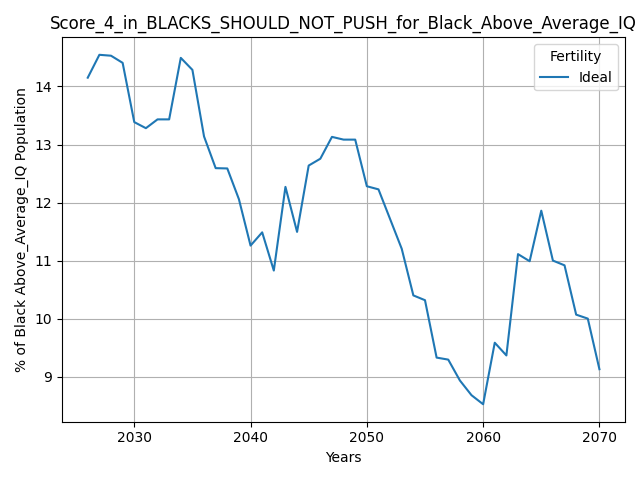 Score_4_in_BLACKS_SHOULD_NOT_PUSH_for_Black_Above_Average_IQ
Fertility
Ideal
% of Black Above_Average_IQ Population
14
13
12
11
10
9
2030 2040 2050 2060 2070
Years